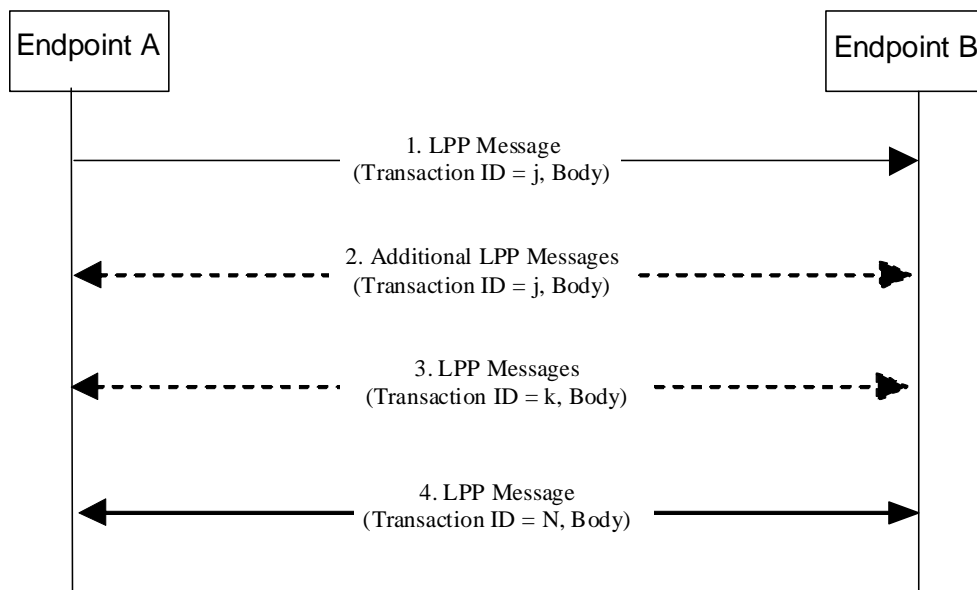 Endpoint A
Endpoint B
1. LPP Message
(Transaction ID = j, Body)
2. Additional LPP Messages
(Transaction ID = j, Body)
3. LPP Messages
(Transaction ID = k, Body)
4. LPP Message
(Transaction ID = N, Body)